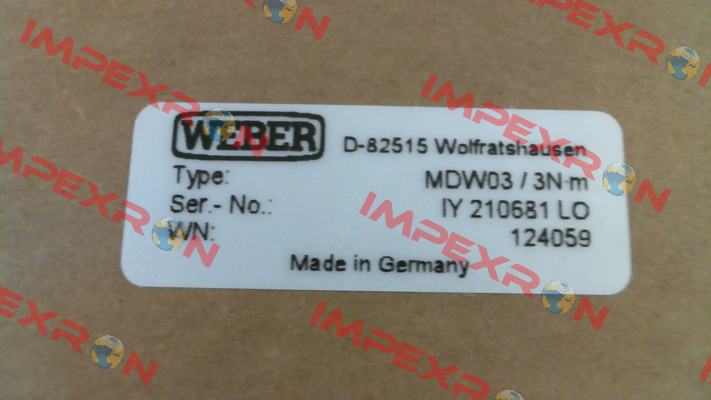 WEBER D-82515 Wolfratshausen
Type: MDW03 / 3N·m
Ser.- No.: IY 210681 LO
WN: 124059
Made in Germany
IMPEXRON
IMPEXRON
IMPEXRON
IMPEXRON
IMPEXRON
IMPEXRON